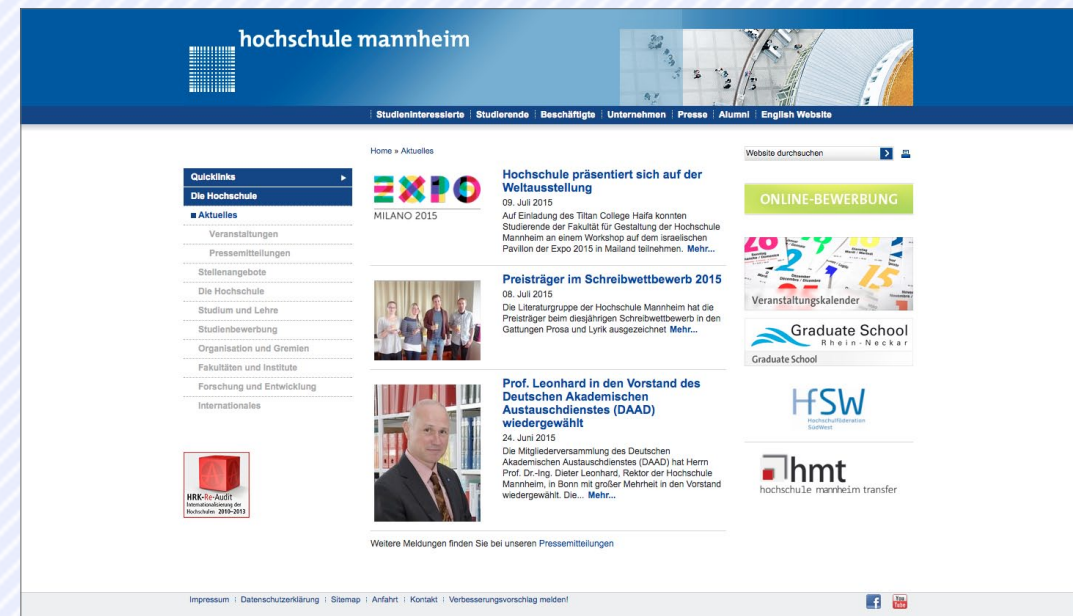 hochschule mannheim
Studieninteressierte
Studierende
Beschäftigte
Unternehmen
Presse
Alumni
English Website
Home » Aktuelles
Quicklinks
Die Hochschule
Aktuelles
Veranstaltungen
Pressemitteilungen
Stellenangebote
Die Hochschule
Studium und Lehre
Studienbewerbung
Organisation und Gremien
Fakultäten und Institute
Forschung und Entwicklung
Internationales
HRK-Re-Audit
Internationalisierung der
Hochschulen 2010-2013
EXPO
MILANO 2015
Hochschule präsentiert sich auf der
Weltausstellung
09. Juli 2015
Auf Einladung des Tiltan College Haifa konnten
Studierende der Fakultät für Gestaltung der Hochschule
Mannheim an einem Workshop auf dem israelischen
Pavillon der Expo 2015 in Mailand teilnehmen. Mehr...
Preisträger im Schreibwettbewerb 2015
08. Juli 2015
Die Literaturgruppe der Hochschule Mannheim hat die
Preisträger beim diesjährigen Schreibwettbewerb in den
Gattungen Prosa und Lyrik ausgezeichnet Mehr...
Prof. Leonhard in den Vorstand des
Deutschen Akademischen
Austauschdienstes (DAAD)
wiedergewählt
24. Juni 2015
Die Mitgliederversammlung des Deutschen
Akademischen Austauschdienstes (DAAD) hat Herrn
Prof. Dr.-Ing. Dieter Leonhard, Rektor der Hochschule
Mannheim, in Bonn mit großer Mehrheit in den Vorstand
wiedergewählt. Die... Mehr...
Weitere Meldungen finden Sie bei unseren Pressemitteilungen
Website durchsuchen
ONLINE-BEWERBUNG
Veranstaltungskalender
Graduate School
Rhein-Neckar
Graduate School
HfSW
Hochschulföderation
SüdWest
hmt
hochschule mannheim transfer
Impressum
Datenschutzerklärung
Sitemap
Anfahrt
Kontakt
Verbesserungsvorschlag melden!
f
You
Tube